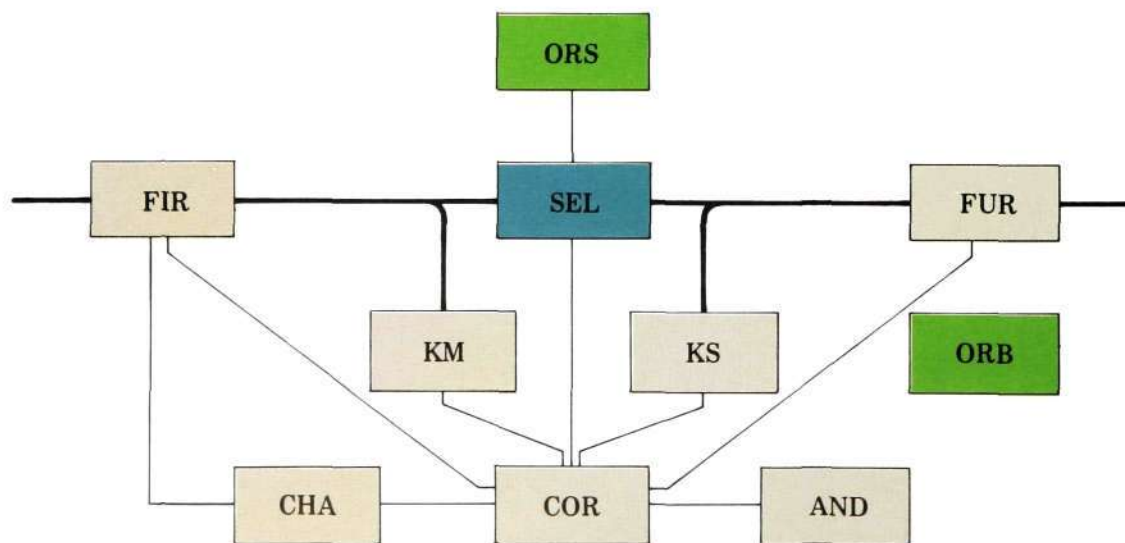 ORS
FIR
SEL
FUR
KM
KS
ORB
CHA
COR
AND